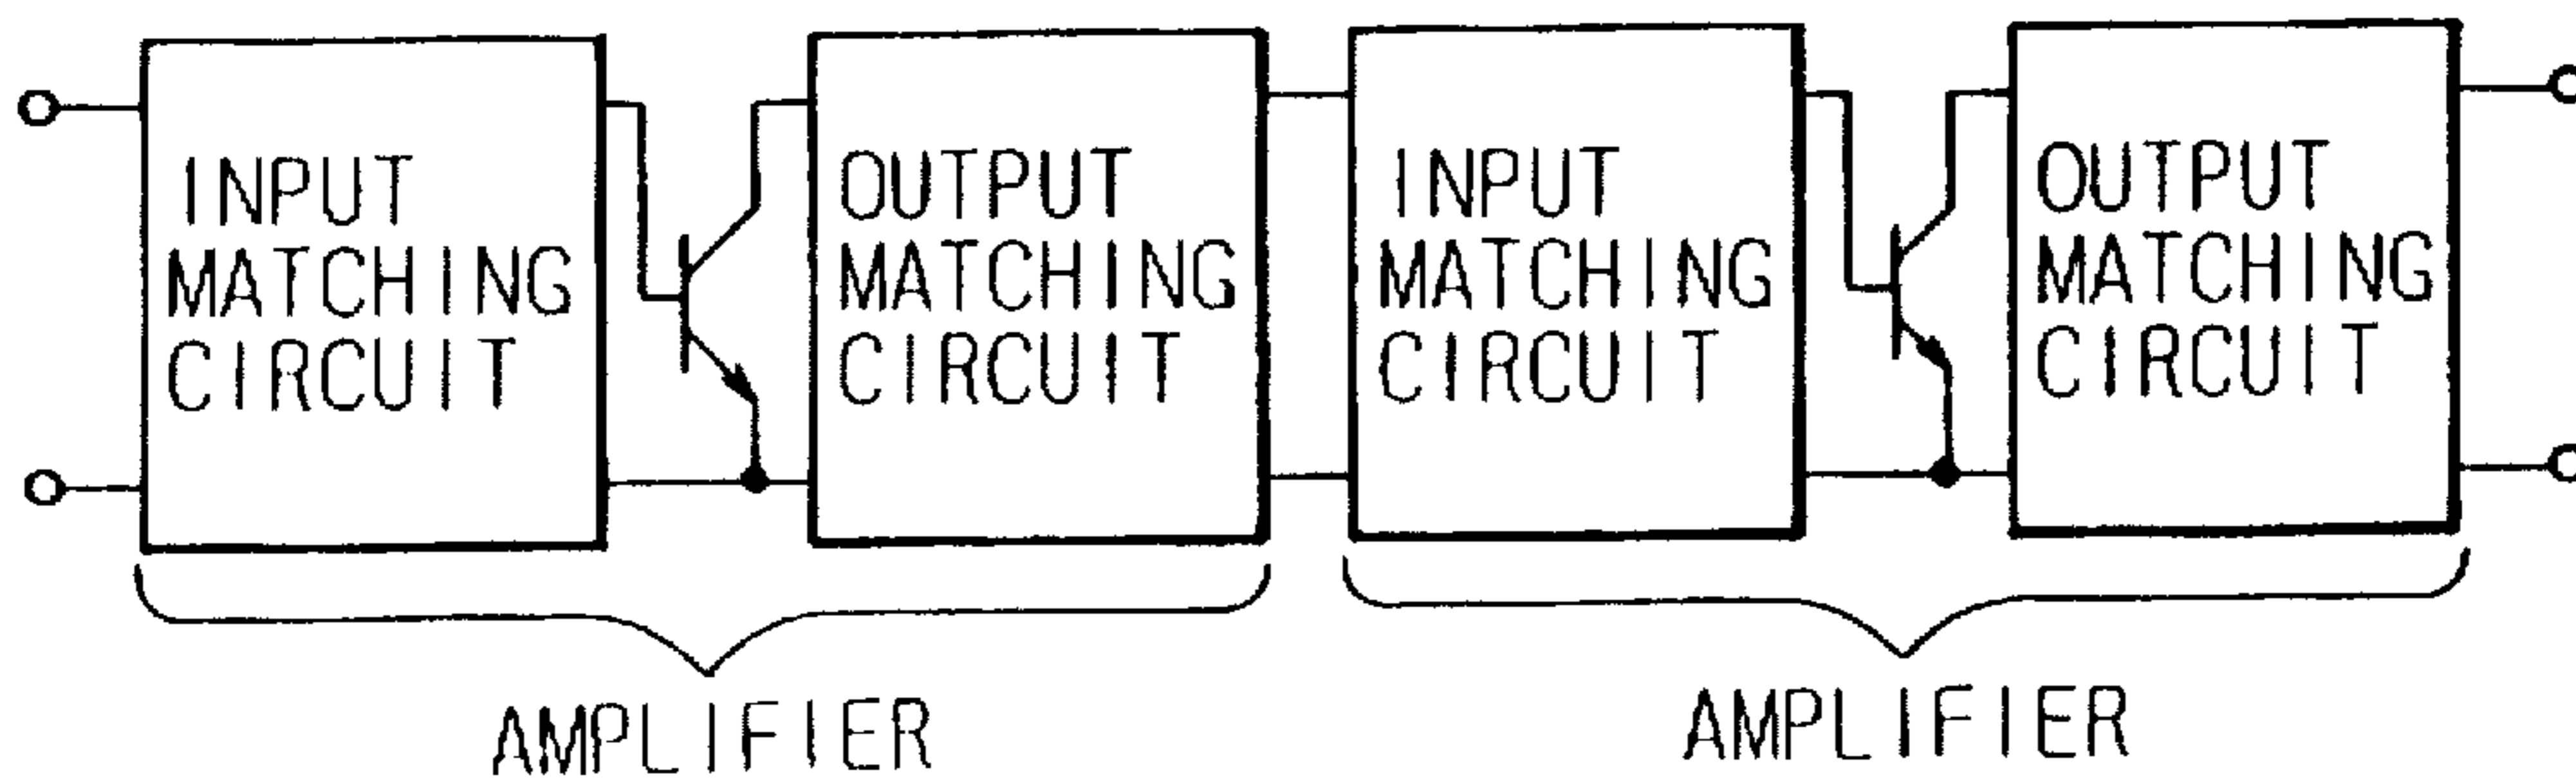 INPUT
MATCHING
CIRCUIT
OUTPUT
MATCHING
CIRCUIT
INPUT
MATCHING
CIRCUIT
OUTPUT
MATCHING
CIRCUIT
AMPLIFIER
AMPLIFIER